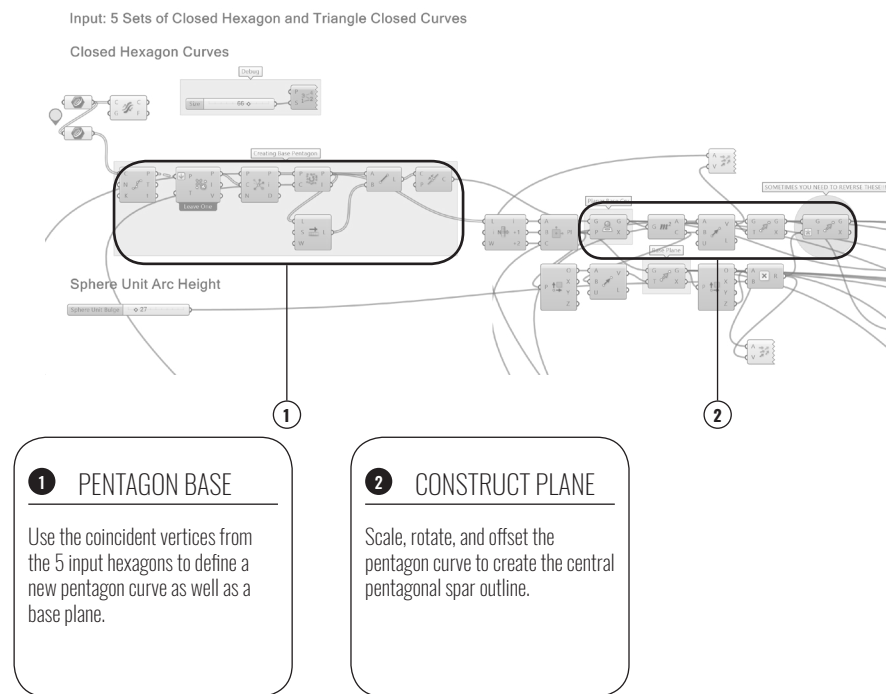 Input: 5 Sets of Closed Hexagon and Triangle Closed Curves
Closed Hexagon Curves
Debug
Size 66
Creating Base Pentagon
Leave One
SOMETIMES YOU NEED TO REVERSE THESE
Base Plane
Sphere Unit Arc Height
Sphere Unit Bulge 27
1
2
1 PENTAGON BASE
Use the coincident vertices from
the 5 input hexagons to define a
new pentagon curve as well as a
base plane.
2 CONSTRUCT PLANE
Scale, rotate, and offset the
pentagon curve to create the central
pentagonal spar outline.